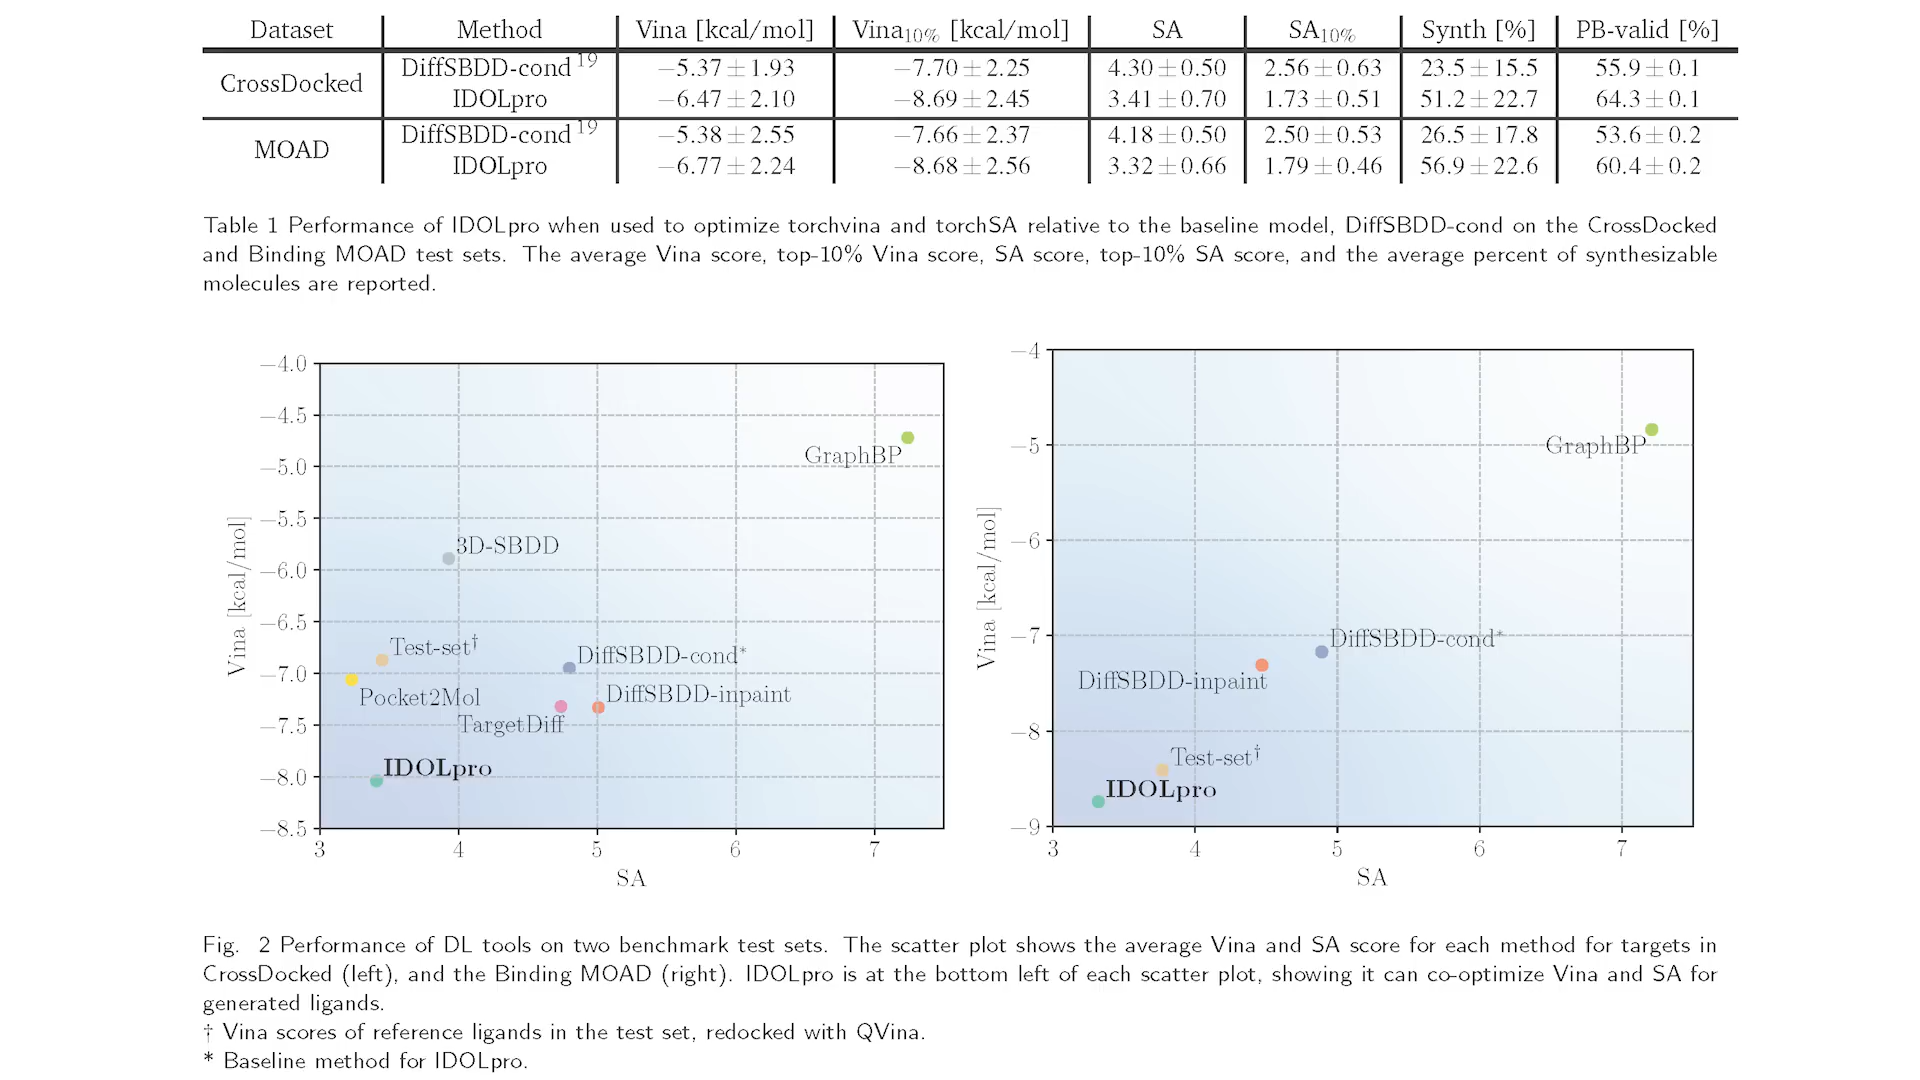 Dataset Method Vina [kcal/mol] Vina10% [kcal/mol] SA SA10% Synth [%] PB-valid [%]
CrossDocked DiffSBDD-cond19 −5.37 ± 1.93 −7.70 ± 2.25 4.30 ± 0.50 2.56 ± 0.63 23.5 ± 15.5 55.9 ± 0.1
IDOLpro −6.47 ± 2.10 −8.69 ± 2.45 3.41 ± 0.70 1.73 ± 0.51 51.2 ± 22.7 64.3 ± 0.1
MOAD DiffSBDD-cond19 −5.38 ± 2.55 −7.66 ± 2.37 4.18 ± 0.50 2.50 ± 0.53 26.5 ± 17.8 53.6 ± 0.2
IDOLpro −6.77 ± 2.24 −8.68 ± 2.56 3.32 ± 0.66 1.79 ± 0.46 56.9 ± 22.6 60.4 ± 0.2
Table 1 Performance of IDOLpro when used to optimize torchvina and torchSA relative to the baseline model, DiffSBDD-cond on the CrossDocked
and Binding MOAD test sets. The average Vina score, top-10% Vina score, SA score, top-10% SA score, and the average percent of synthesizable
molecules are reported.
−4.0
−4.5
−5.0
−5.5
−6.0
−6.5
−7.0
−7.5
−8.0
−8.5
Vina [kcal/mol]
GraphBP
3D-SBDD
Test-set†
DiffSBDD-cond*
Pocket2Mol
DiffSBDD-inpaint
TargetDiff
IDOLpro
3 4 5 6 7
SA
−4
−5
−6
−7
−8
−9
Vina [kcal/mol]
GraphBP
DiffSBDD-cond*
DiffSBDD-inpaint
Test-set†
IDOLpro
3 4 5 6 7
SA
Fig. 2 Performance of DL tools on two benchmark test sets. The scatter plot shows the average Vina and SA score for each method for targets in
CrossDocked (left), and the Binding MOAD (right). IDOLpro is at the bottom left of each scatter plot, showing it can co-optimize Vina and SA for
generated ligands.
† Vina scores of reference ligands in the test set, redocked with QVina.
* Baseline method for IDOLpro.